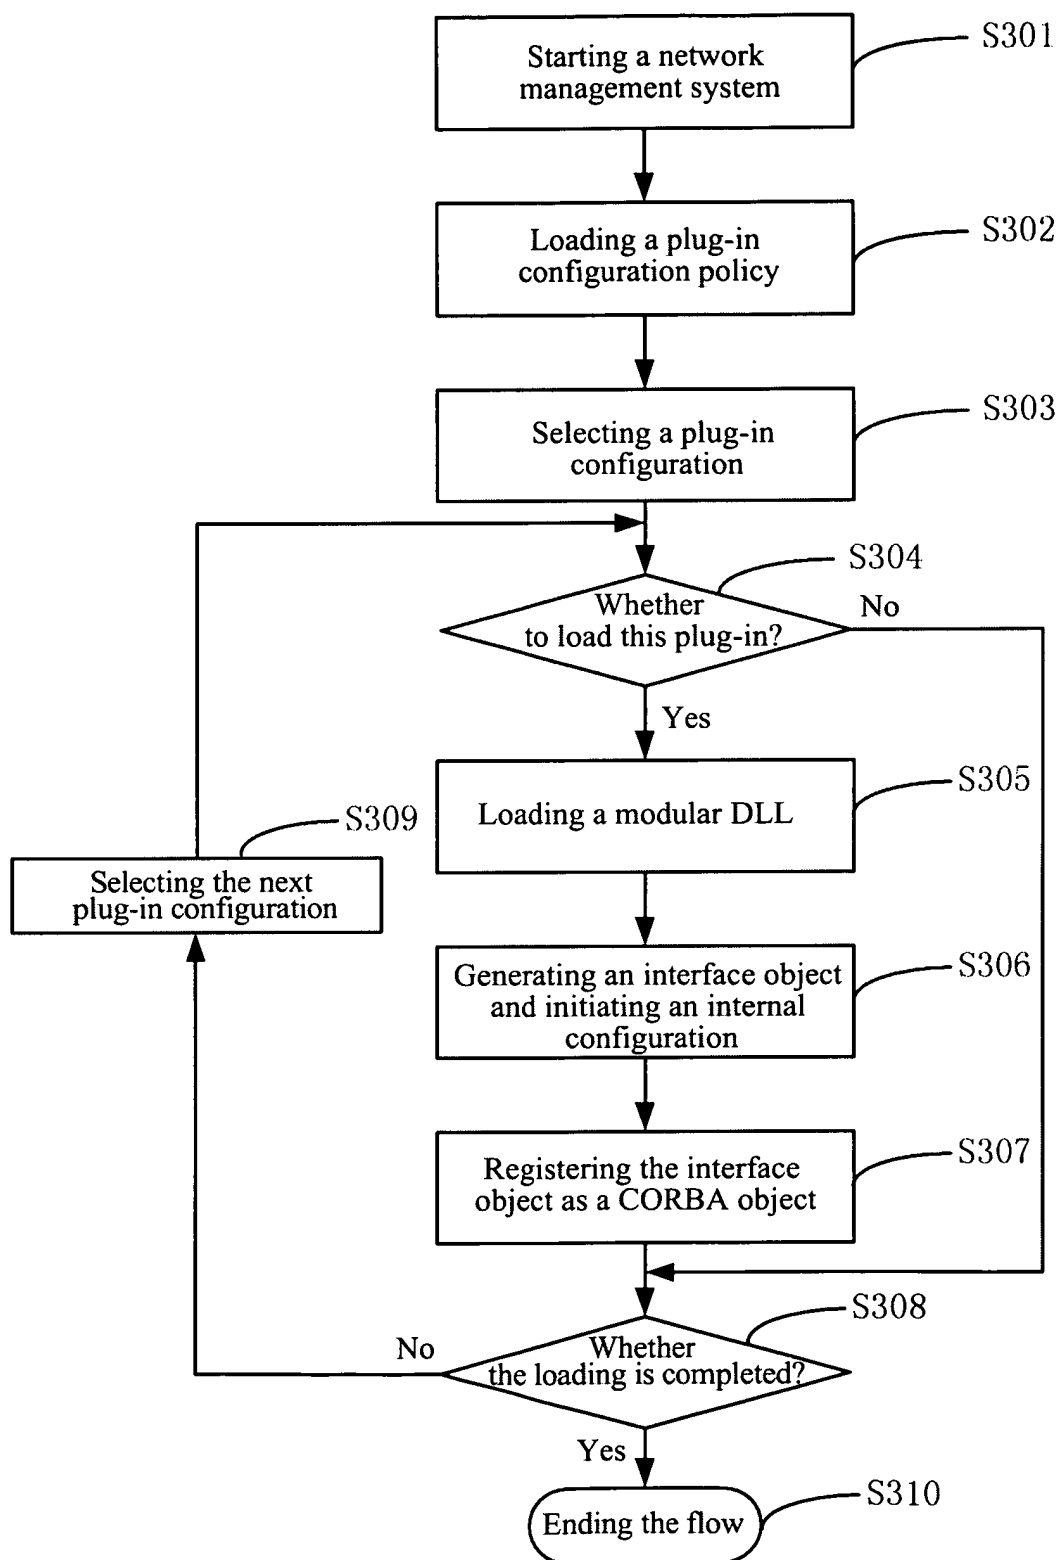 Starting a network
management system
S301
Loading a plug-in
configuration policy
S302
Selecting a plug-in
configuration
S303
S304
Whether
to load this plug-in?
No
Yes
Loading a modular DLL
S305
S309
Selecting the next
plug-in configuration
Generating an interface object
and initiating an internal
configuration
S306
Registering the interface
object as a CORBA object
S307
S308
Whether
the loading is completed?
No
Yes
Ending the flow
S310